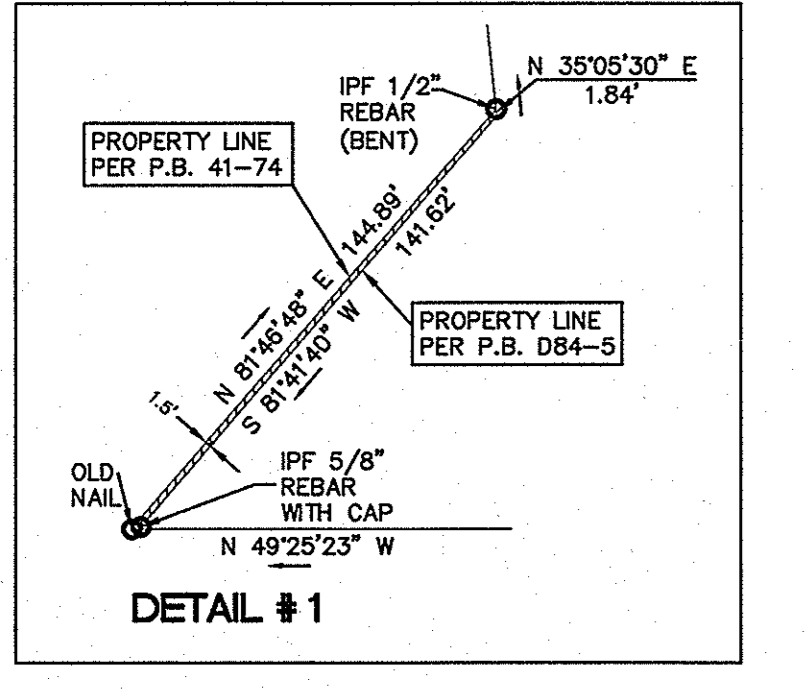 IPF 1/2"
REBAR
(BENT)
N 35°05'30" E
1.84'
PROPERTY LINE
PER P.B. 41-74
144.89'
141.62'
N 81°46'48" E
S 81°41'40" W
PROPERTY LINE
PER P.B. D84-5
1.5'
OLD
NAIL
IPF 5/8"
REBAR
WITH CAP
N 49°25'23" W
DETAIL #1